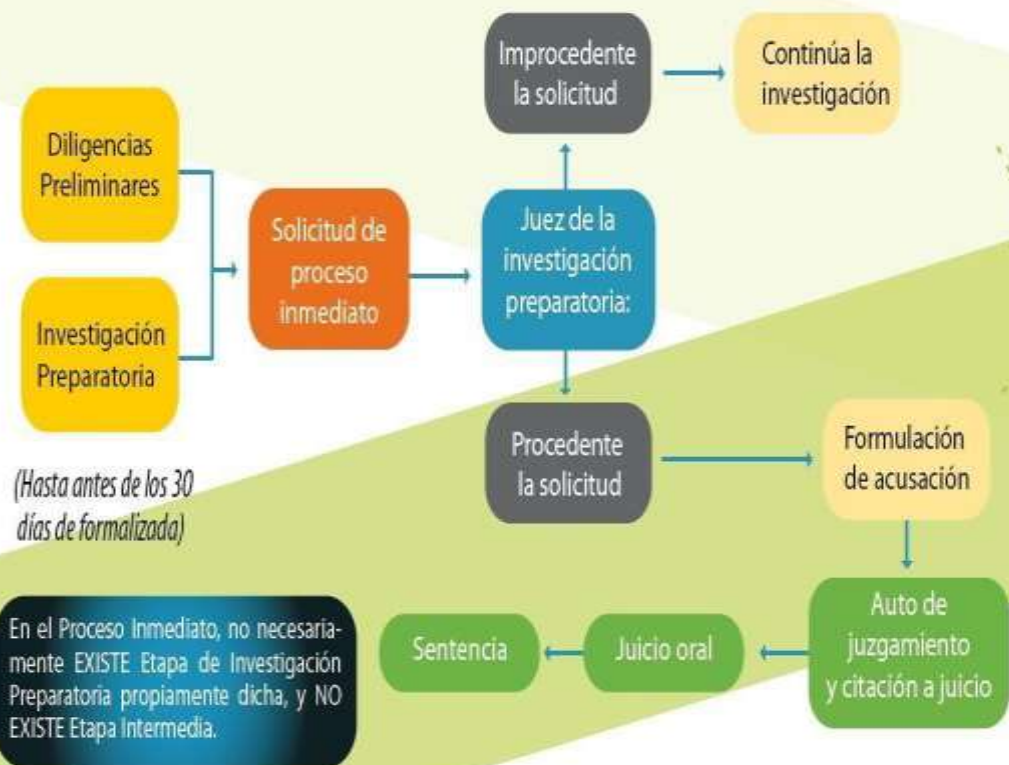 Diligencias
Preliminares
Investigación
Preparatoria
(Hasta antes de los 30
días de formalizada)
Solicitud de
proceso
inmediato
Juez de la
investigación
preparatoria:
Improcedente
la solicitud
Continúa la
investigación
Procedente
la solicitud
Formulación
de acusación
Auto de
juzgamiento
y citación a juicio
Juicio oral
Sentencia
En el Proceso Inmediato, no necesaria-
mente EXISTE Etapa de Investigación
Preparatoria propiamente dicha, y NO
EXISTE Etapa Intermedia.